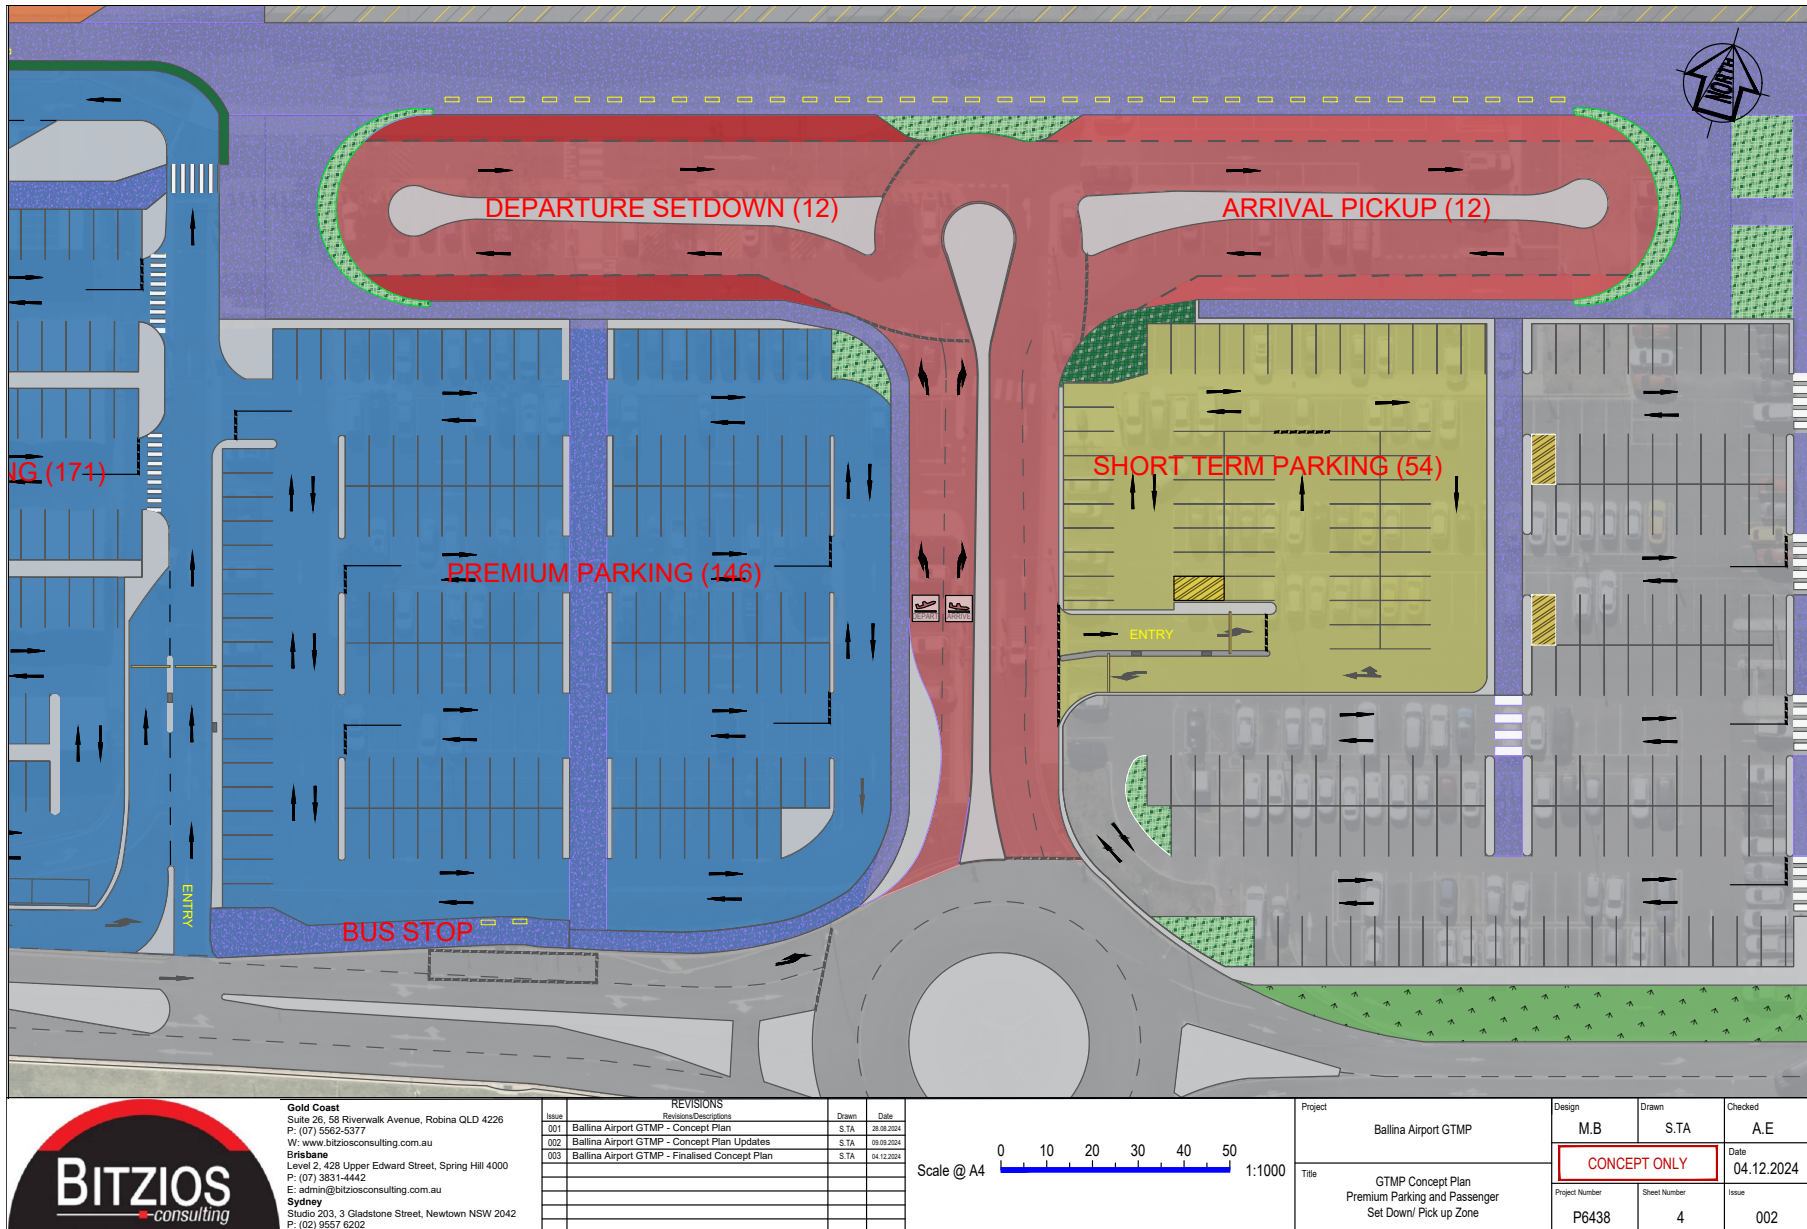 NORTH
DEPARTURE SETDOWN (12)
ARRIVAL PICKUP (12)
NG (171)
SHORT TERM PARKING (54)
PREMIUM PARKING (146)
DEPART
ARRIVE
ENTRY
ENTRY
BUS STOP
BITZIOS
consulting
Gold Coast
Suite 26, 58 Riverwalk Avenue, Robina QLD 4226
P: (07) 5562-5377
W: www.bitziosconsulting.com.au
Brisbane
Level 2, 428 Upper Edward Street, Spring Hill 4000
P: (07) 3831-4442
E: admin@bitziosconsulting.com.au
Sydney
Studio 203, 3 Gladstone Street, Newtown NSW 2042
P: (02) 9557 6202
REVISIONS
Issue Revisions/Descriptions Drawn Date
001 Ballina Airport GTMP - Concept Plan S.TA 28.08.2024
002 Ballina Airport GTMP - Concept Plan Updates S.TA 09.09.2024
003 Ballina Airport GTMP - Finalised Concept Plan S.TA 04.12.2024
Scale @ A4
0 10 20 30 40 50
1:1000
Project
Ballina Airport GTMP
Title
GTMP Concept Plan
Premium Parking and Passenger
Set Down/ Pick up Zone
Design Drawn Checked
M.B S.TA A.E
CONCEPT ONLY
Date
04.12.2024
Project Number Sheet Number Issue
P6438 4 002